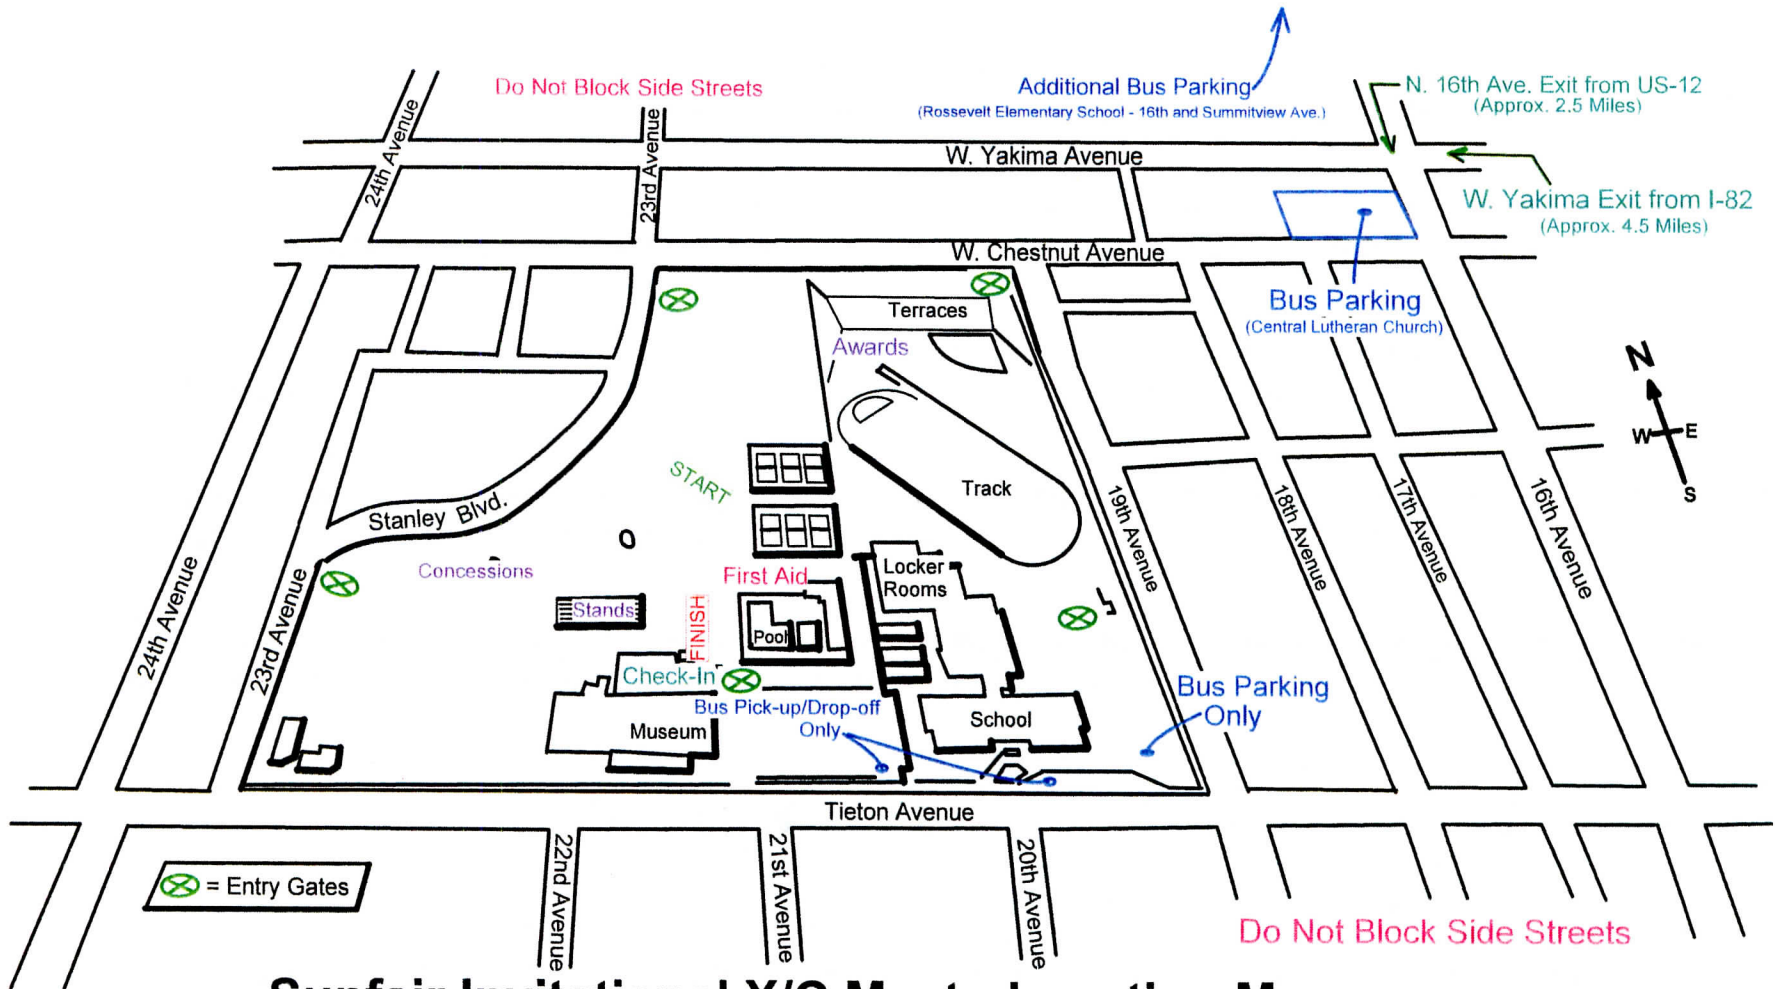 Do Not Block Side Streets
Additional Bus Parking
(Rossevelt Elementary School - 16th and Summitview Ave.)
N. 16th Ave. Exit from US-12
(Approx. 2.5 Miles)
24th Avenue
23rd Avenue
W. Yakima Avenue
W. Yakima Exit from I-82
(Approx. 4.5 Miles)
W. Chestnut Avenue
Bus Parking
(Central Lutheran Church)
Terraces
Awards
N
W
E
S
START
Track
Stanley Blvd.
19th Avenue
18th Avenue
17th Avenue
16th Avenue
Concessions
First Aid
Locker
Rooms
Stands
FINISH
Pool
24th Avenue
23rd Avenue
Check-In
Bus Pick-up/Drop-off
Only
Museum
School
Bus Parking
Only
Tieton Avenue
22nd Avenue
21st Avenue
20th Avenue
= Entry Gates
Do Not Block Side Streets